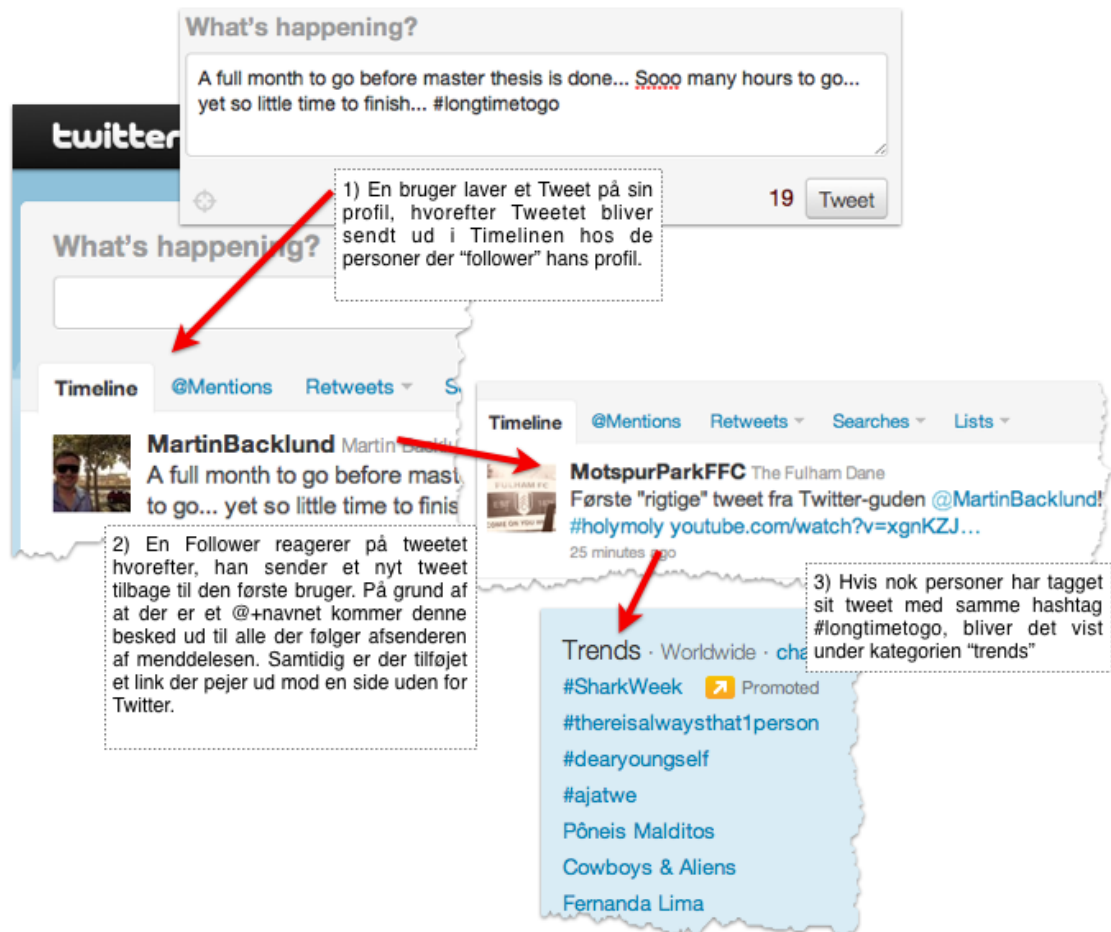 What's happening?
A full month to go before master thesis is done... Sooo many hours to go...
yet so little time to finish... #longtimetogo
19 Tweet
twitter
What's happening?
1) En bruger laver et Tweet på sin
profil, hvorefter Tweetet bliver
sendt ud i Timelinen hos de
personer der “follower” hans profil.
Timeline @Mentions Retweets
MartinBacklund Martin
A full month to go before
to go... yet so little time to
2) En Follower reagerer på tweetet
hvorefter, han sender et nyt tweet
tilbage til den første bruger. På grund af
at der er et @+navnet kommer denne
besked ud til alle der følger afsenderen
af menddelesen. Samtidig er der tilføjet
et link der pejer ud mod en side uden for
Twitter.
Timeline @Mentions Retweets Searches Lists
MotspurParkFFC The Fulham Dane
Første "rigtige" tweet fra Twitter-guden @MartinBacklund!
#holymoly youtube.com/watch?v=xgnKZJ…
25 minutes ago
3) Hvis nok personer har tagget
sit tweet med samme hashtag
#longtimetogo, bliver det vist
under kategorien “trends”
Trends · Worldwide ·
#SharkWeek Promoted
#thereisalwaysthat1person
#dearyoungself
#ajatwe
Pôneis Malditos
Cowboys & Aliens
Fernanda Lima